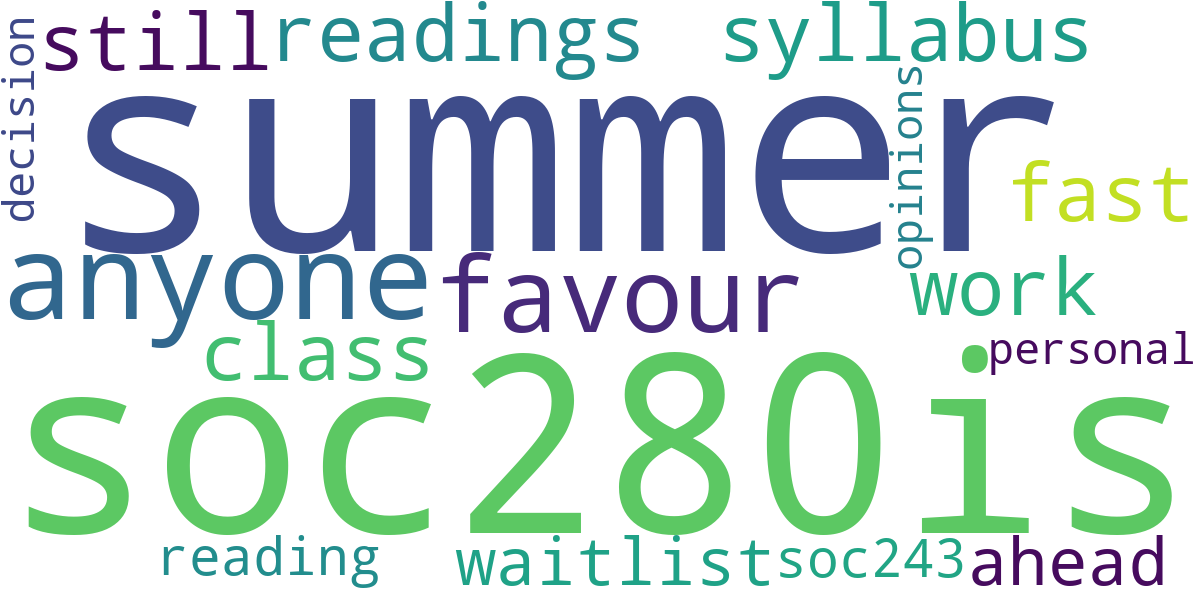 decision
still
readings
syllabus
summer
opinions
fast
anyone
favour
work
class
personal
soc280is
reading
waitlist
soc243
ahead